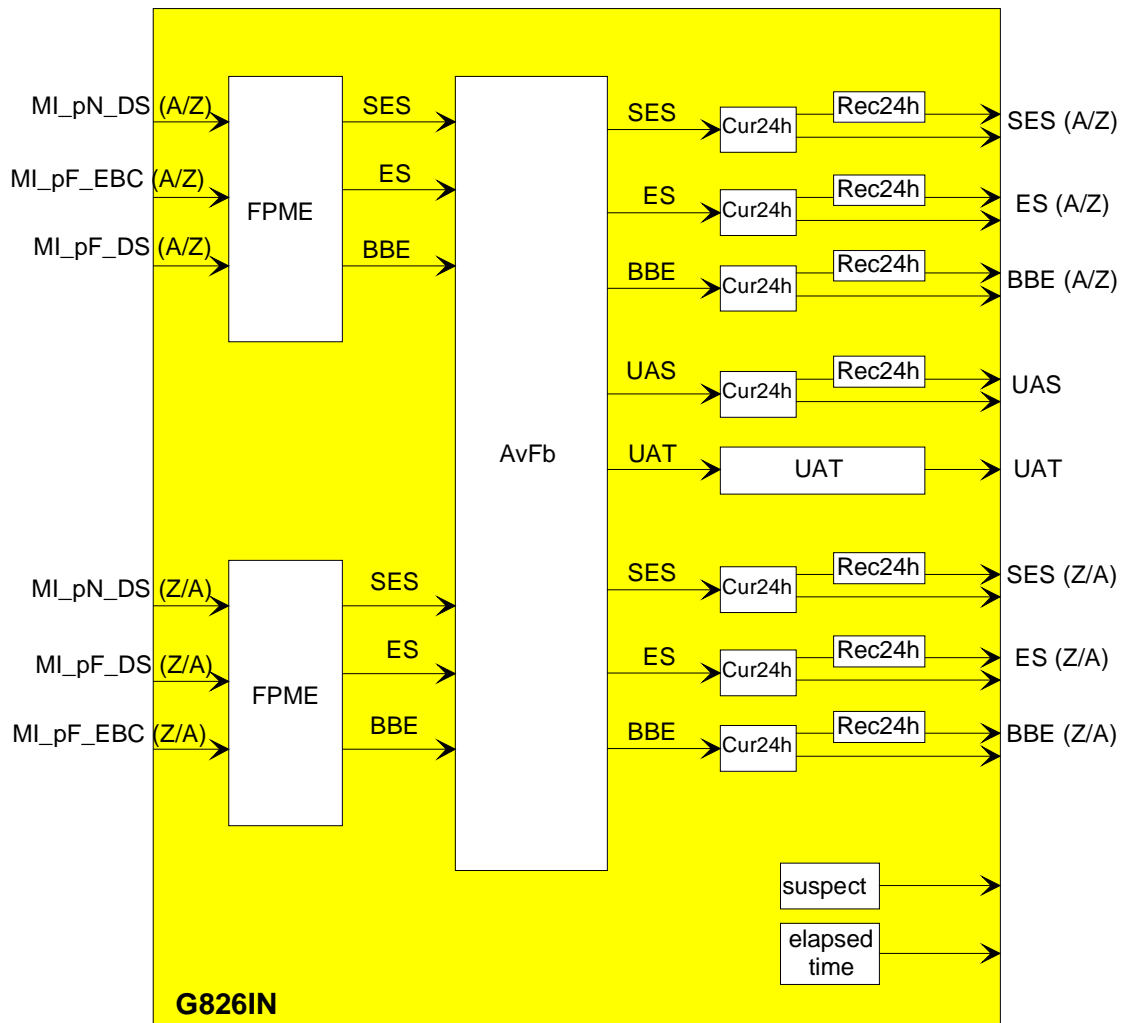 MI_pN_DS (A/Z)
SES
SES
Cur24h
Rec24h
SES (A/Z)
MI_pF_EBC (A/Z)
FPME
ES
ES
Cur24h
Rec24h
ES (A/Z)
MI_pF_DS (A/Z)
BBE
BBE
Cur24h
Rec24h
BBE (A/Z)
UAS
Cur24h
Rec24h
UAS
AvFb
UAT
UAT
UAT
MI_pN_DS (Z/A)
SES
SES
Cur24h
Rec24h
SES (Z/A)
MI_pF_DS (Z/A)
FPME
ES
ES
Cur24h
Rec24h
ES (Z/A)
MI_pF_EBC (Z/A)
BBE
BBE
Cur24h
Rec24h
BBE (Z/A)
suspect
elapsed
time
G826IN